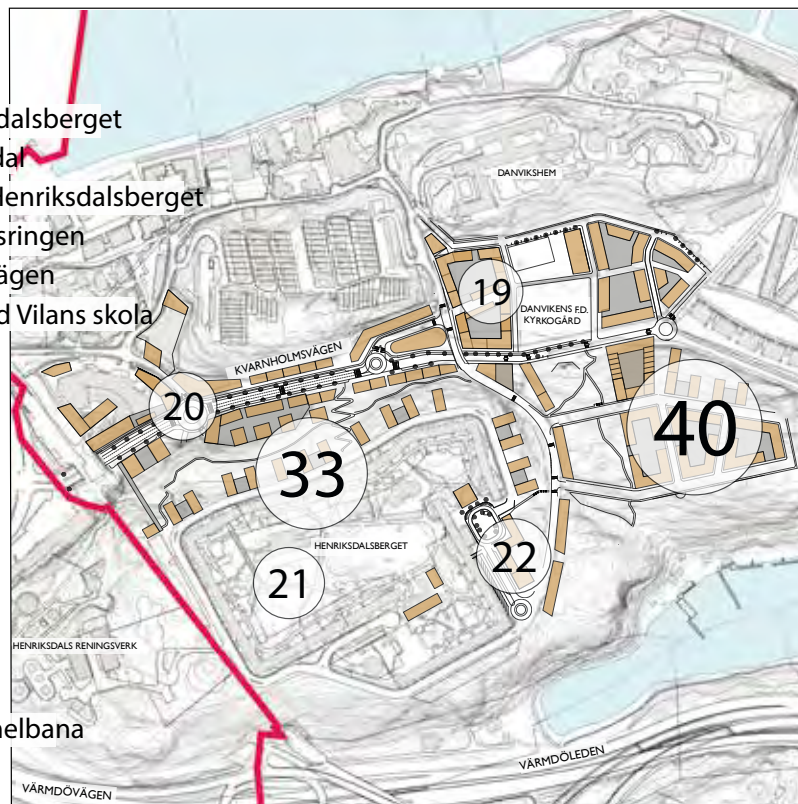 dalsberget
dal
Henriksdalsberget
sringen
ägen
d Vilans skola
DANVIKSHEM
19
DANVIKENS F.D.
KYRKOGÅRD
KVARNHOLMSVÄGEN
20
40
33
HENRIKSDALSBERGET
22
21
HENRIKSDALS RENINGSVERK
nelbana
VÄRMDÖLEDEN
VÄRMDÖVÄGEN